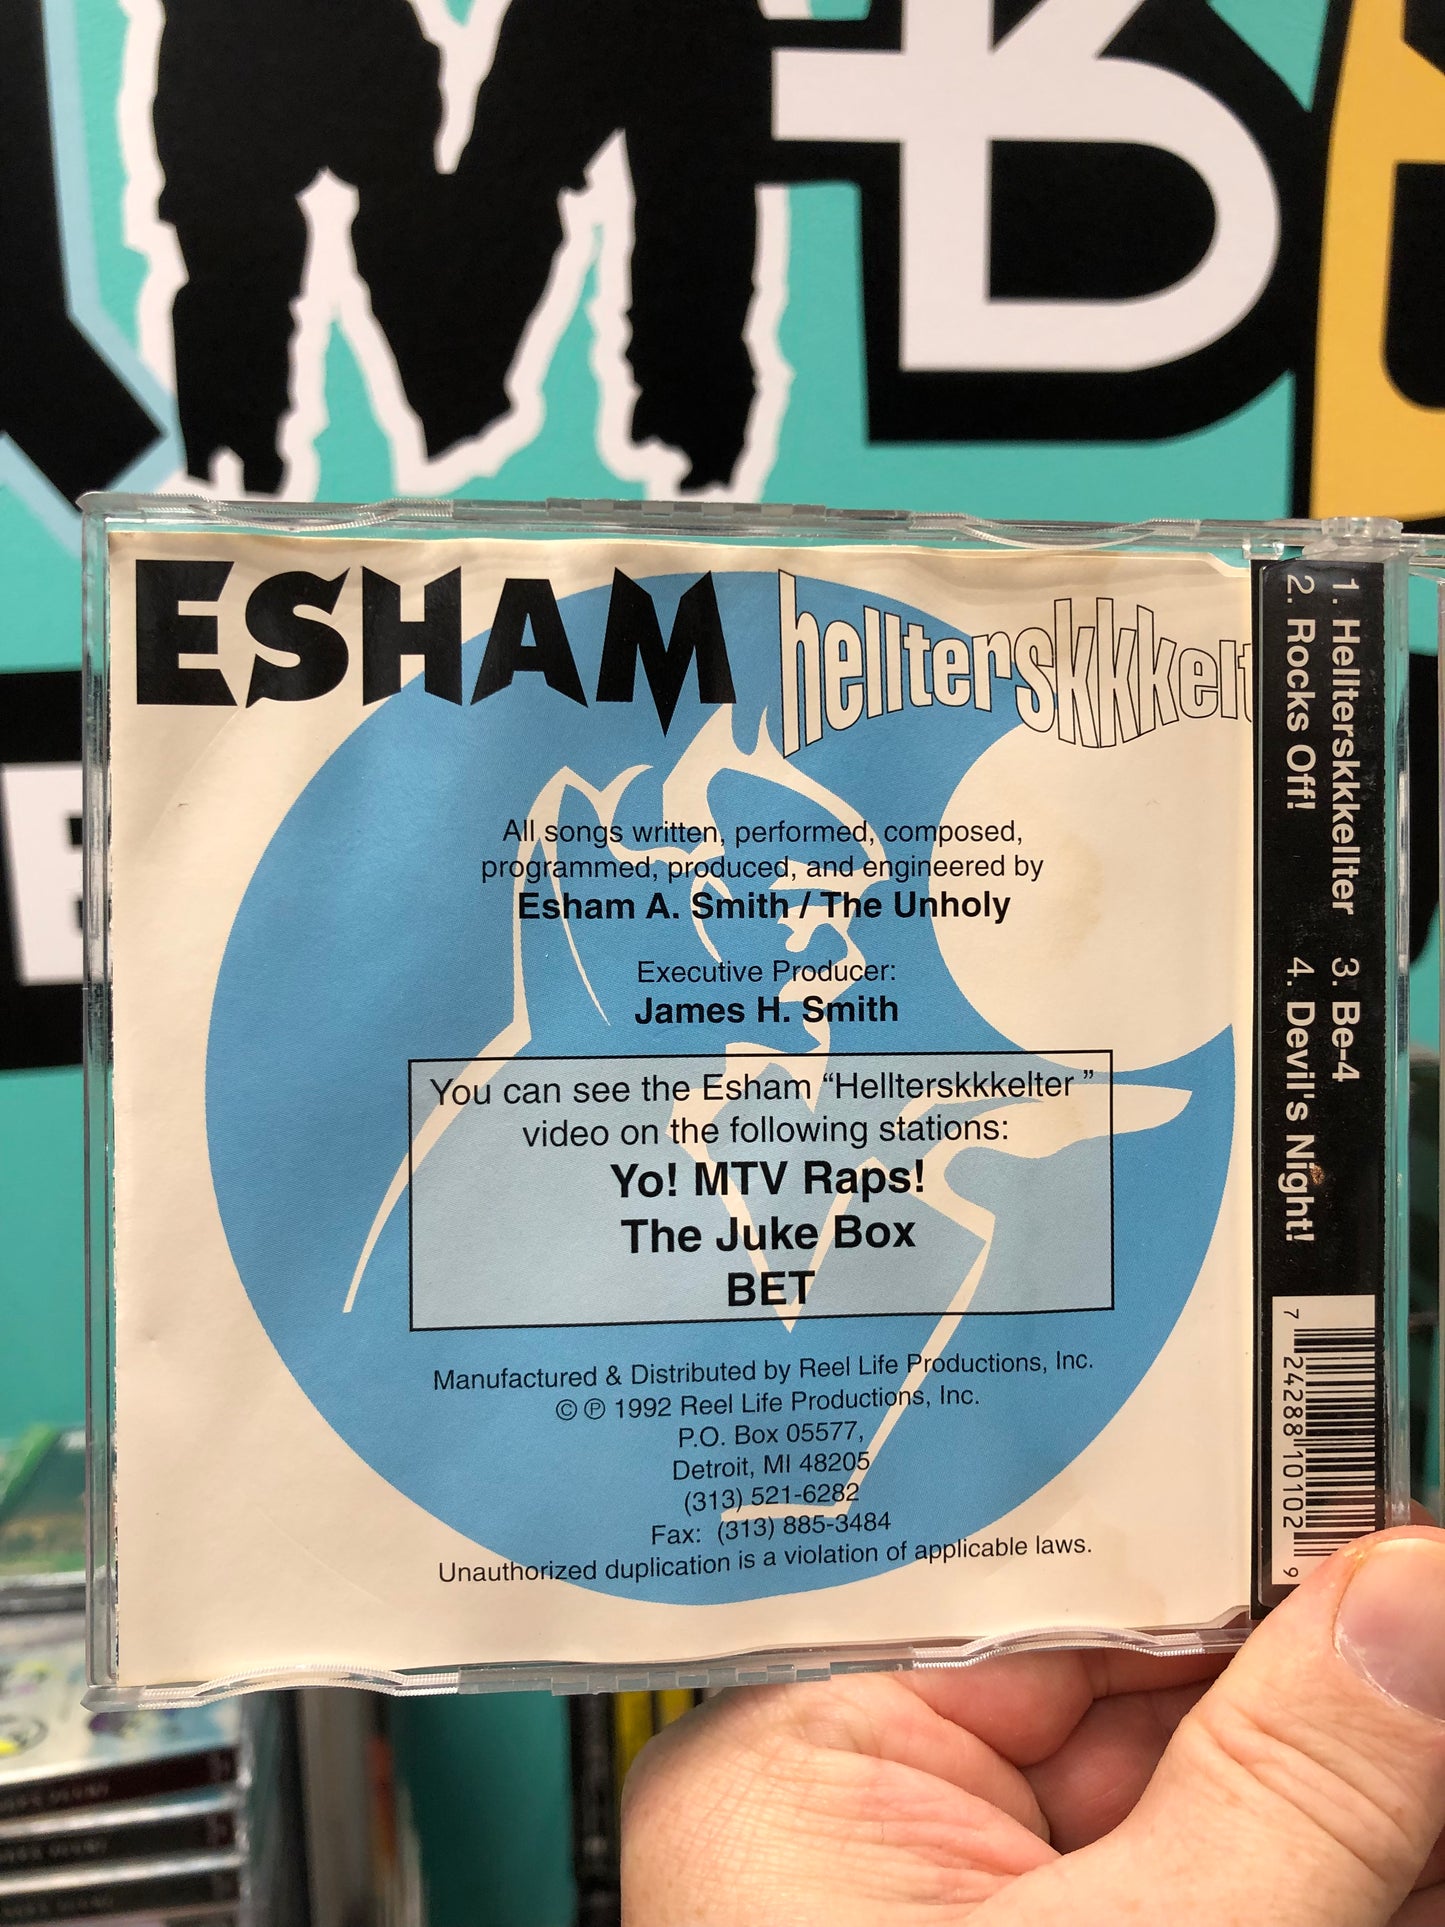 ESHAM hellterskkkelt
All songs written, performed, composed,
programmed, produced, and engineered by
Esham A. Smith / The Unholy
Executive Producer:
James H. Smith
You can see the Esham “Hellterskkkelter ”
video on the following stations:
Yo! MTV Raps!
The Juke Box
BET
Manufactured & Distributed by Reel Life Productions, Inc.
© ℗ 1992 Reel Life Productions, Inc.
P.O. Box 05577,
Detroit, MI 48205
(313) 521-6282
Fax: (313) 885-3484
Unauthorized duplication is a violation of applicable laws.
1. Hellterskkkellter 3. Be-4
2. Rocks Off! 4. Devil's Night!
7 24288 10102 9